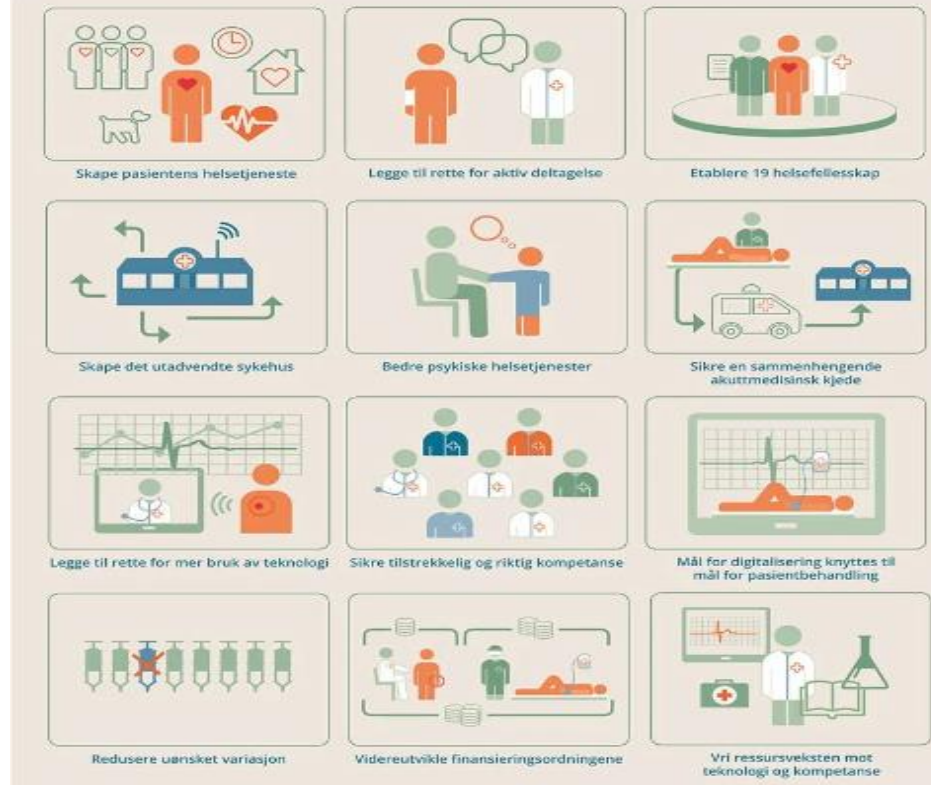 Skape pasientens helsetjeneste
Legge til rette for aktiv deltagelse
Etablere 19 helsefellesskap
Skape det utadvendte sykehus
Bedre psykiske helsetjenester
Sikre en sammenhengende
akuttmedisinsk kjede
Legge til rette for mer bruk av teknologi
Sikre tilstrekkelig og riktig kompetanse
Mål for digitalisering knyttes til
mål for pasientbehandling
Redusere uønsket variasjon
Videreutvikle finansieringsordningene
Vri ressursveksten mot
teknologi og kompetanse